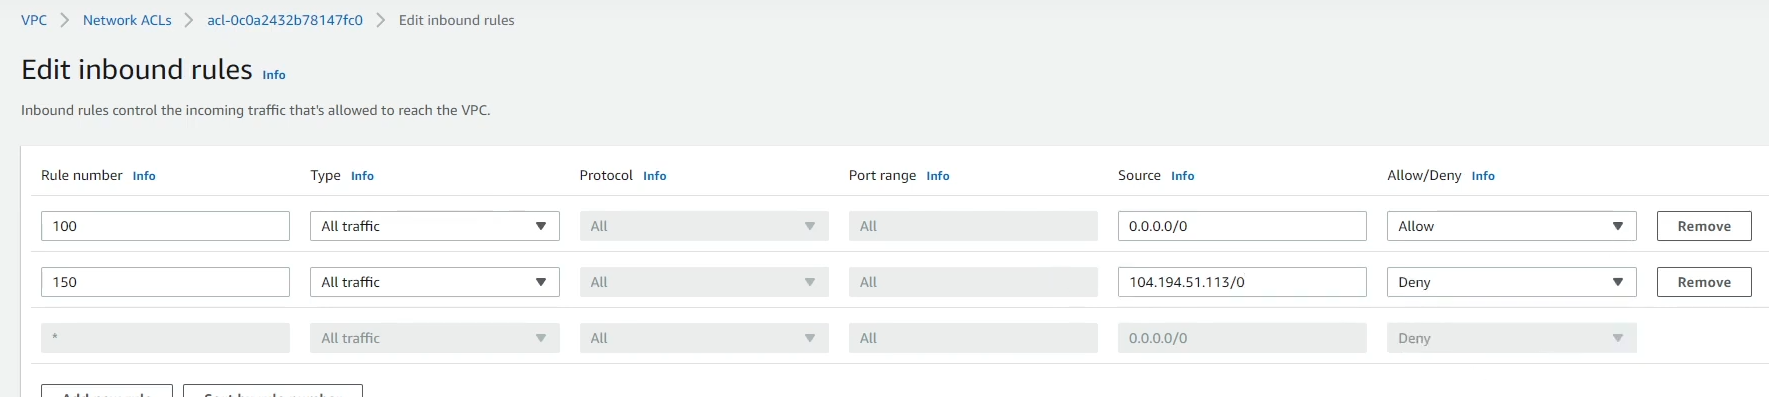 VPC > Network ACLs > acl-0c0a2432b78147fc0 > Edit inbound rules
Edit inbound rules Info
Inbound rules control the incoming traffic that's allowed to reach the VPC.
Rule number Info Type Info Protocol Info Port range Info Source Info Allow/Deny Info
100 All traffic All All 0.0.0.0/0 Allow Remove
150 All traffic All All 104.194.51.113/0 Deny Remove
* All traffic All All 0.0.0.0/0 Deny